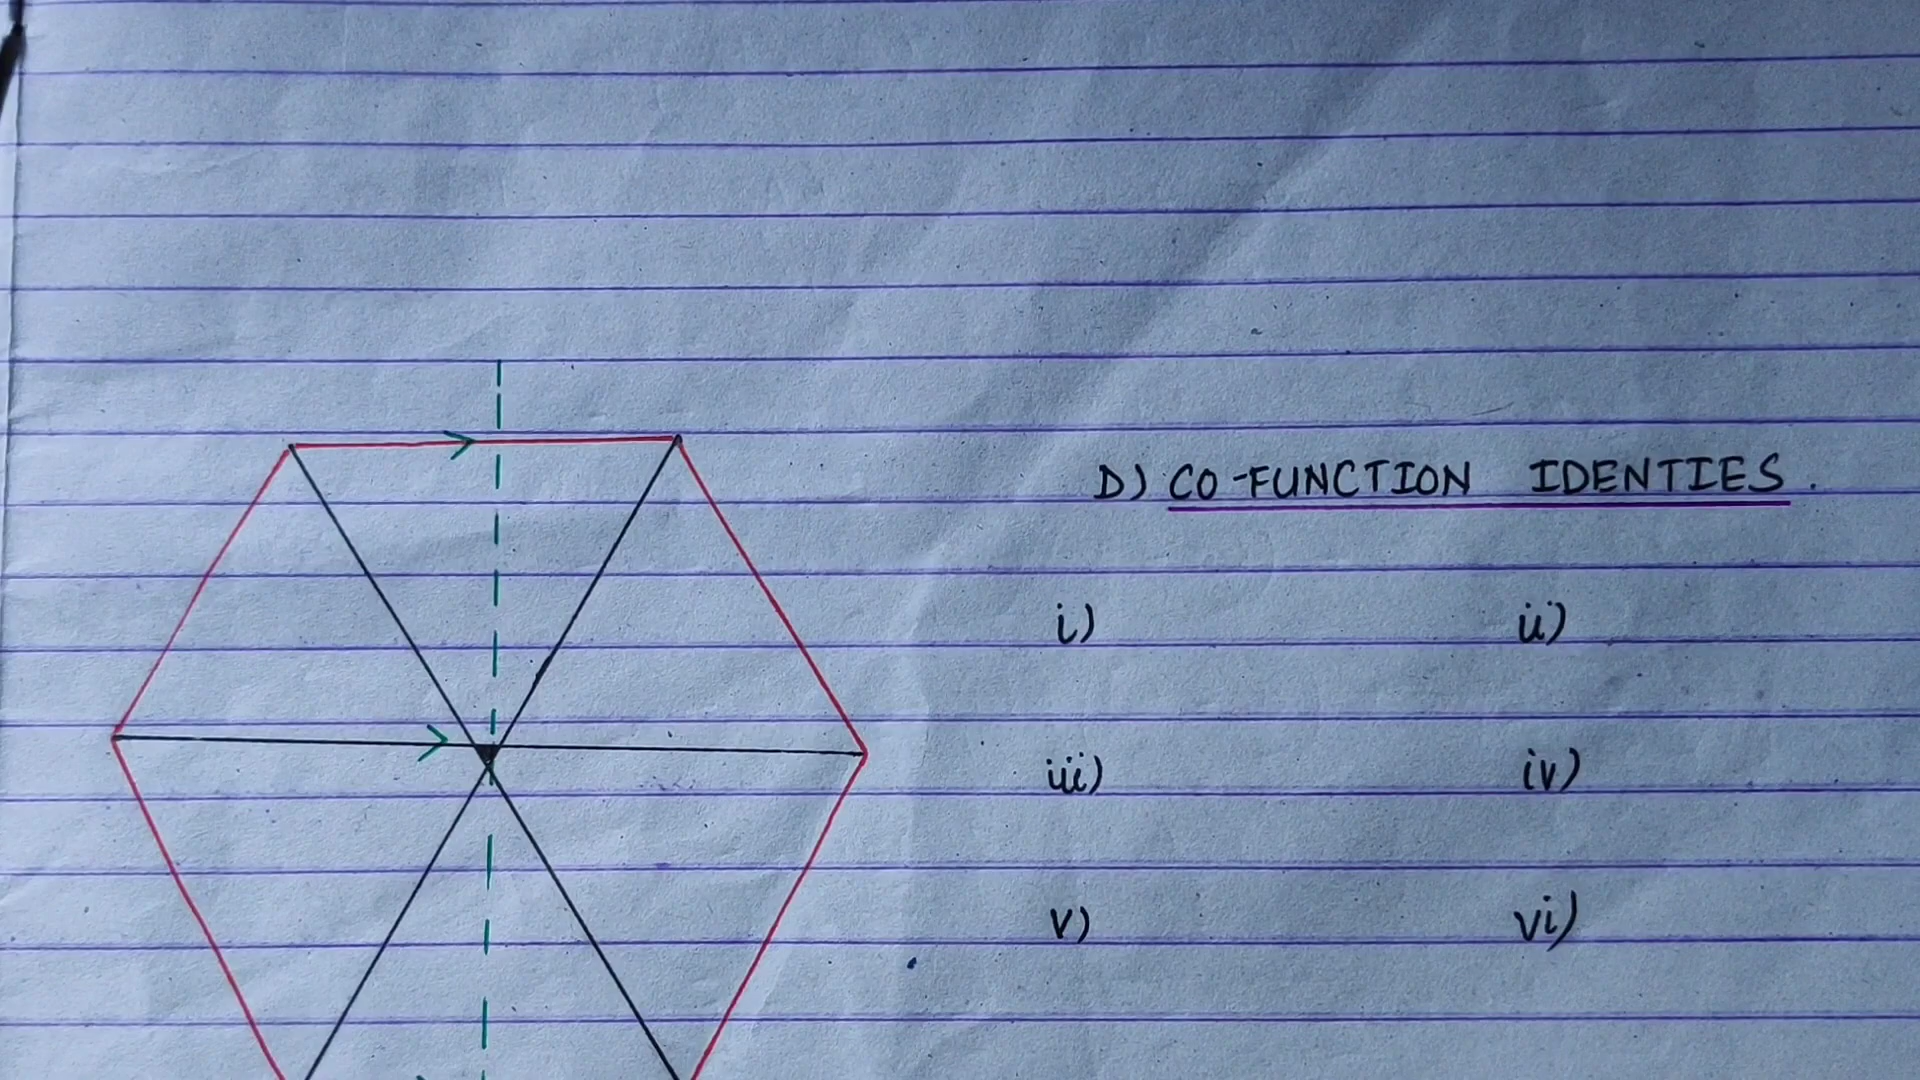 D) CO-FUNCTION IDENTIES.
i) ii)
iii) iv)
v) vi)